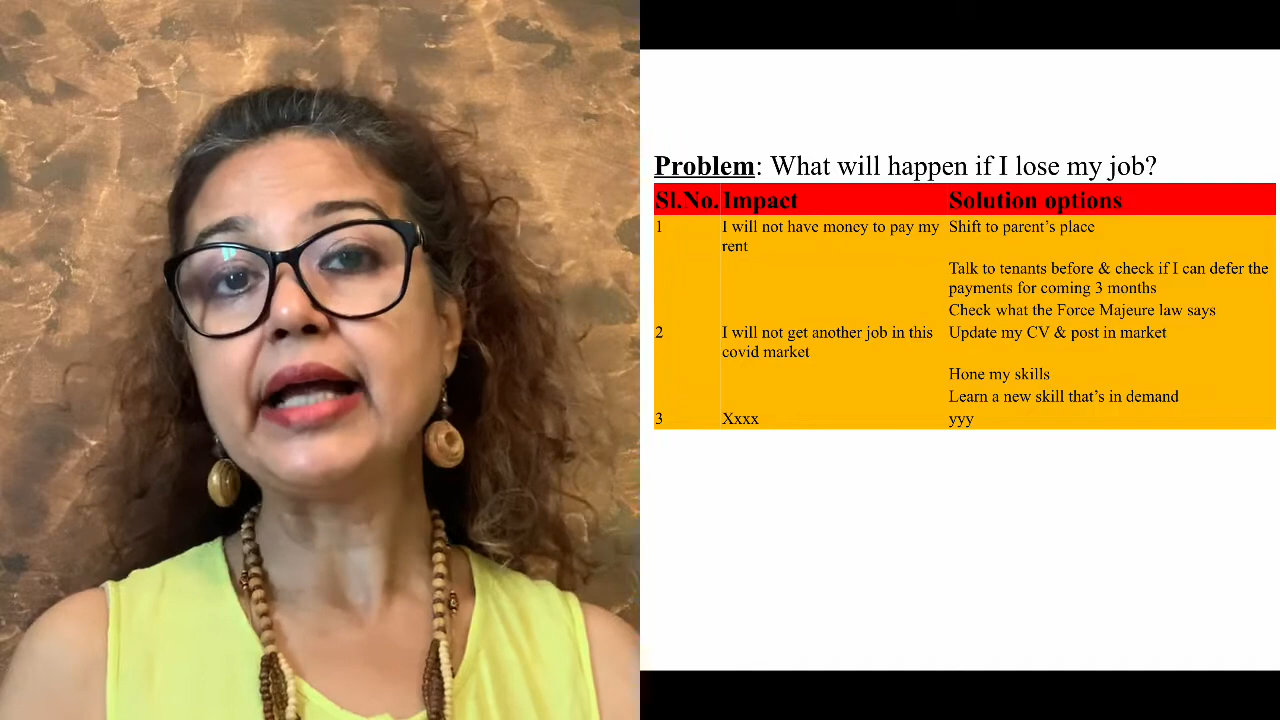 Problem: What will happen if I lose my job?
Sl.No. Impact Solution options
1 I will not have money to pay my Shift to parent's place
rent
Talk to tenants before & check if I can defer the
payments for coming 3 months
Check what the Force Majeure law says
2 I will not get another job in this Update my CV & post in market
covid market
Hone my skills
Learn a new skill that's in demand
3 Xxxx yyy